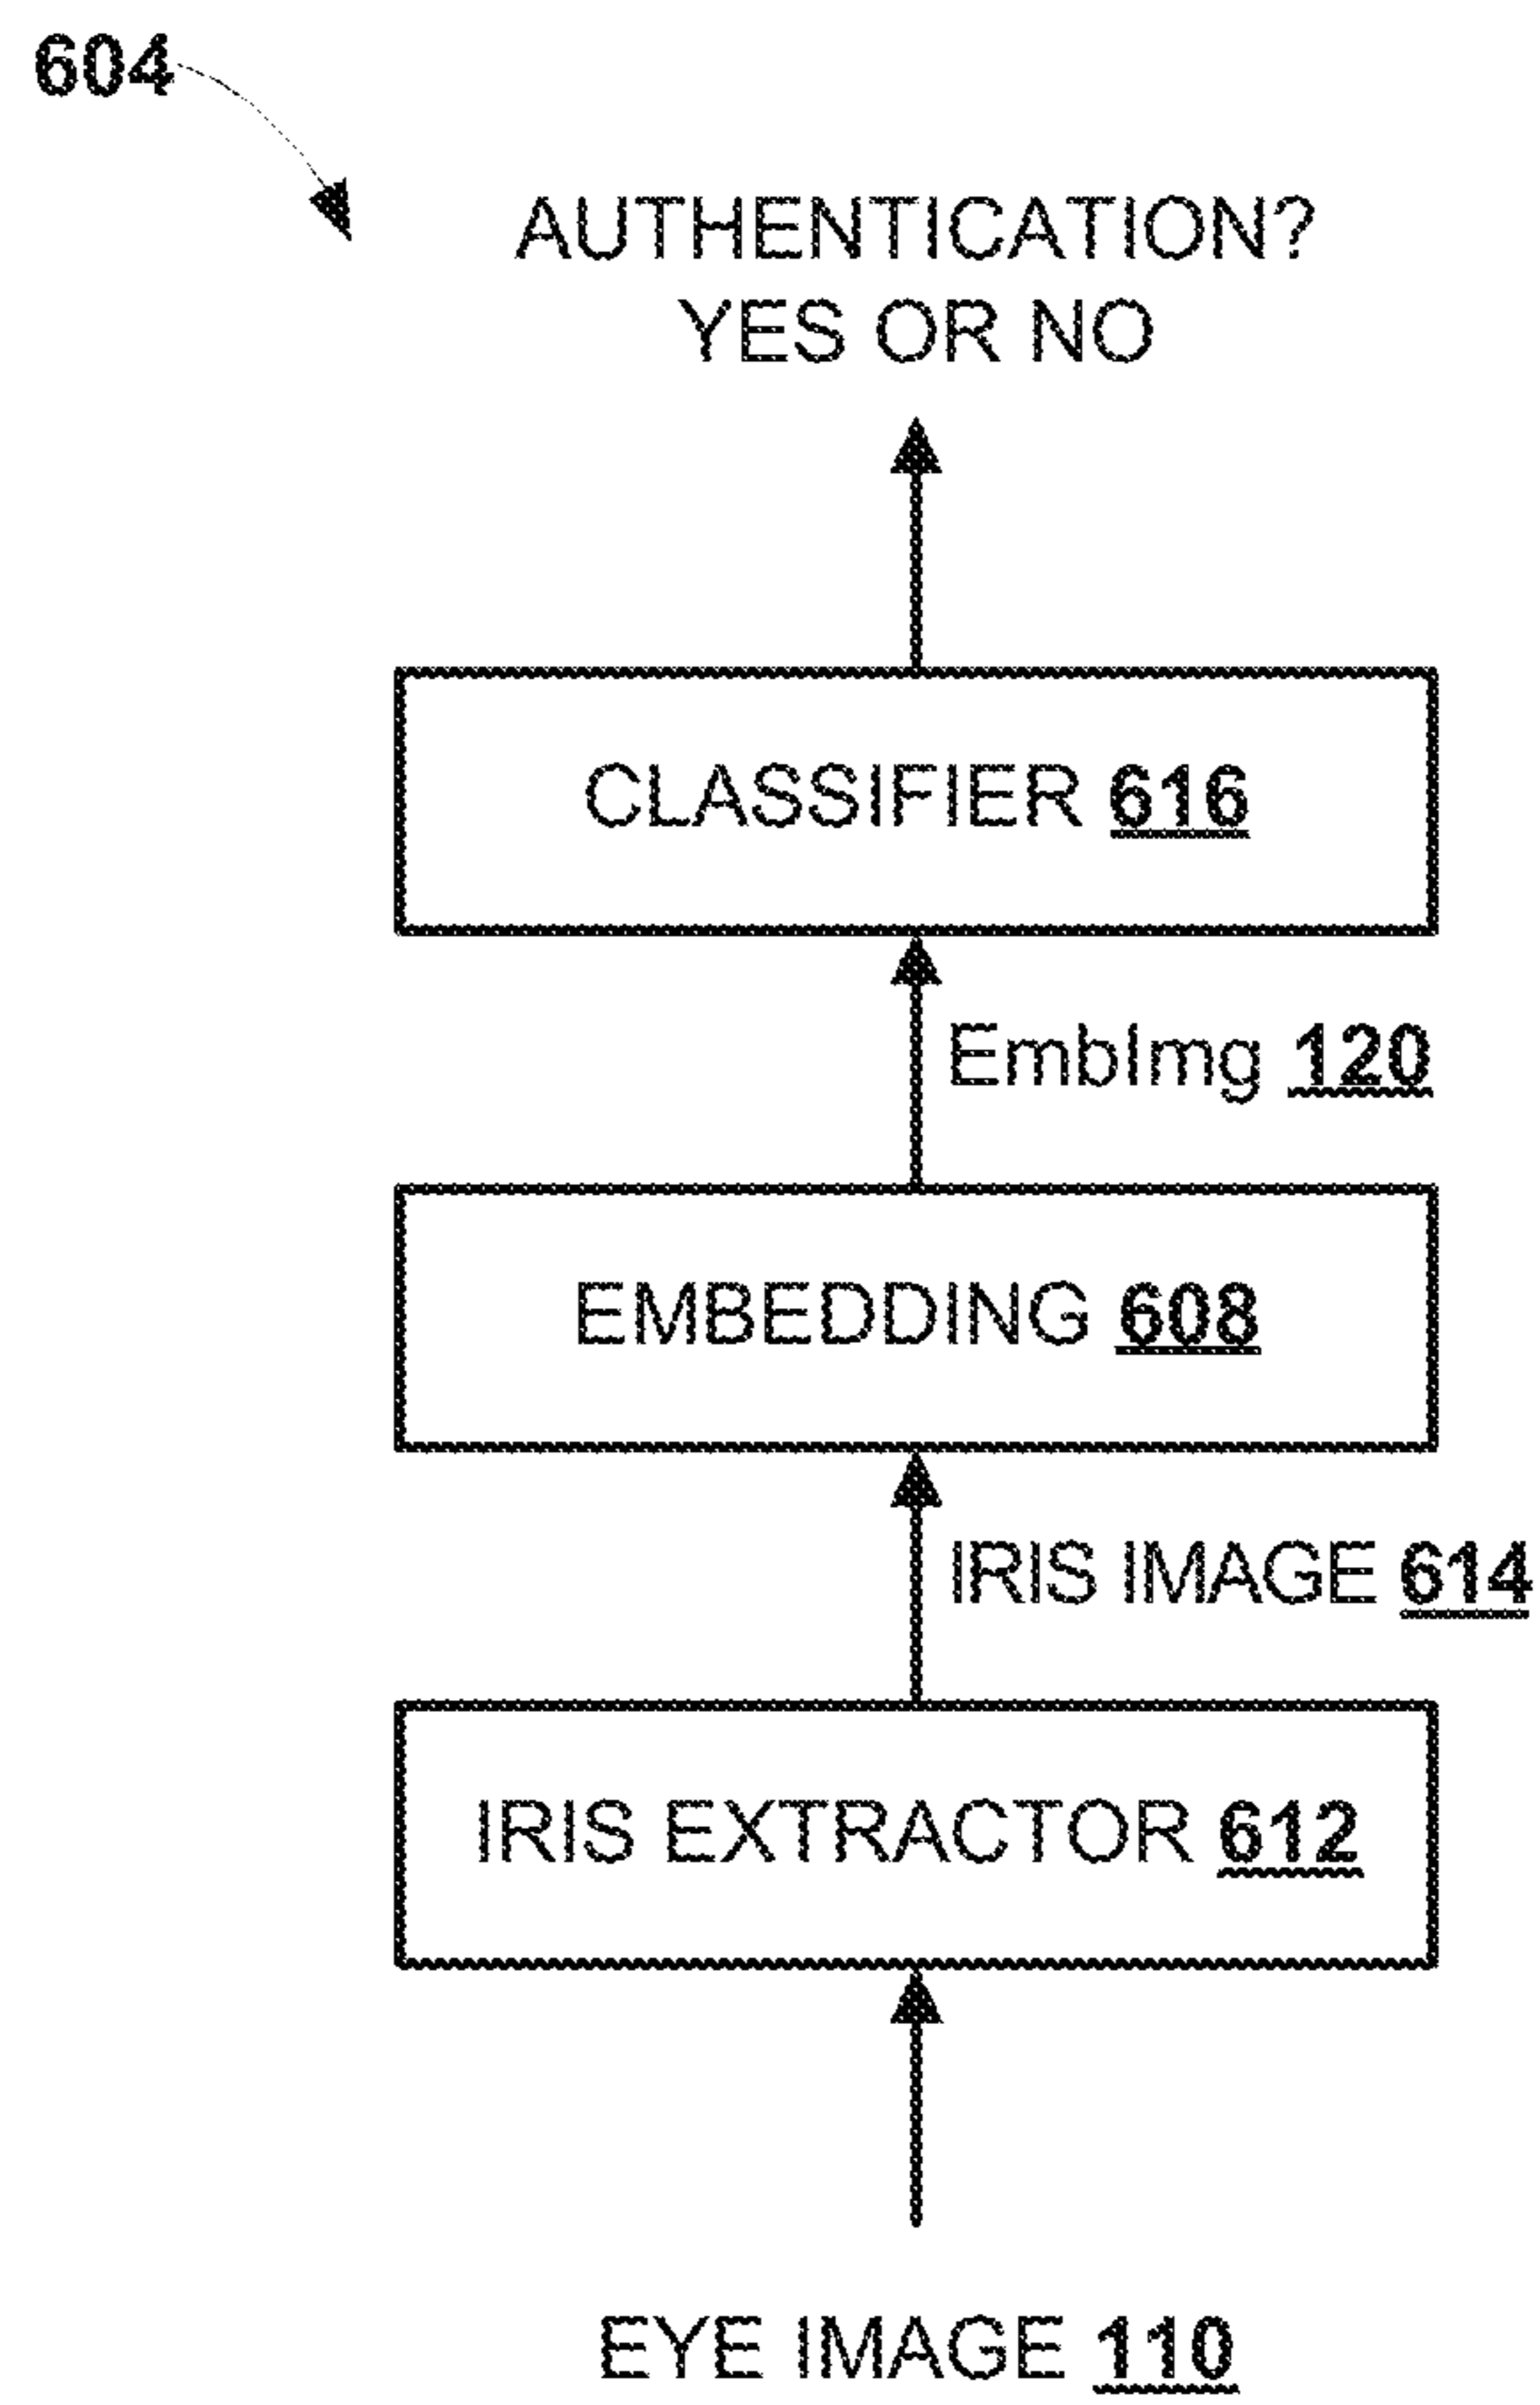 604
AUTHENTICATION?
YES OR NO
CLASSIFIER 616
EmbImg 120
EMBEDDING 608
IRIS IMAGE 614
IRIS EXTRACTOR 612
EYE IMAGE 110